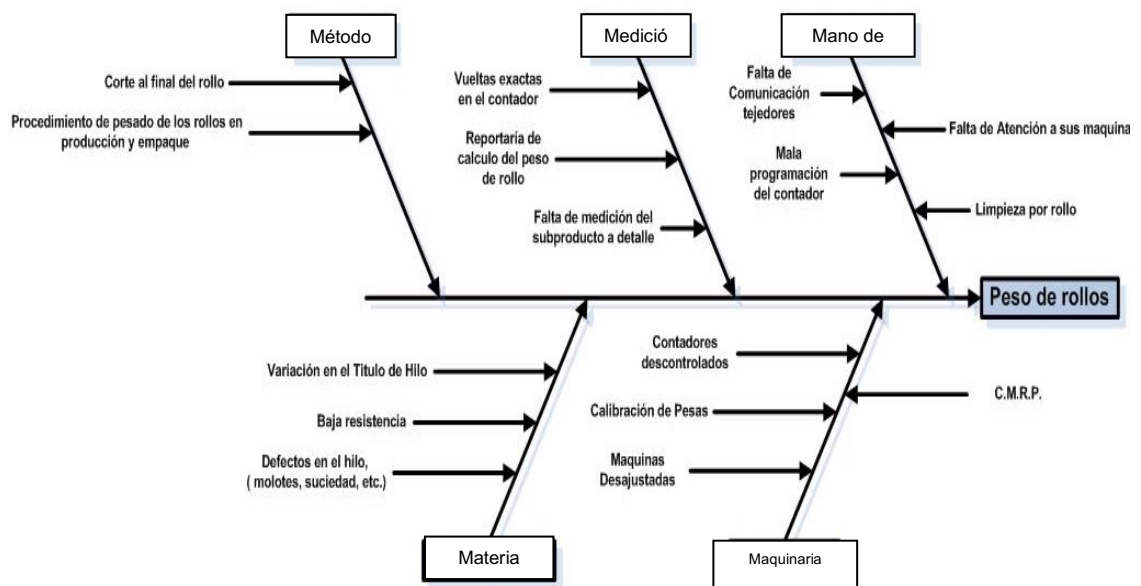 Método
Medició
Mano de
Corte al final del rollo
Procedimiento de pesado de los rollos en
producción y empaque
Vueltas exactas
en el contador
Reportaría de
calculo del peso
de rollo
Falta de medición del
subproducto a detalle
Falta de
Comunicación
tejedores
Falta de Atención a sus maquina
Mala
programación
del contador
Limpieza por rollo
Peso de rollos
Variación en el Titulo de Hilo
Baja resistencia
Defectos en el hilo,
( molotes, suciedad, etc.)
Contadores
descontrolados
C.M.R.P.
Calibración de Pesas
Maquinas
Desajustadas
Materia
Maquinaria